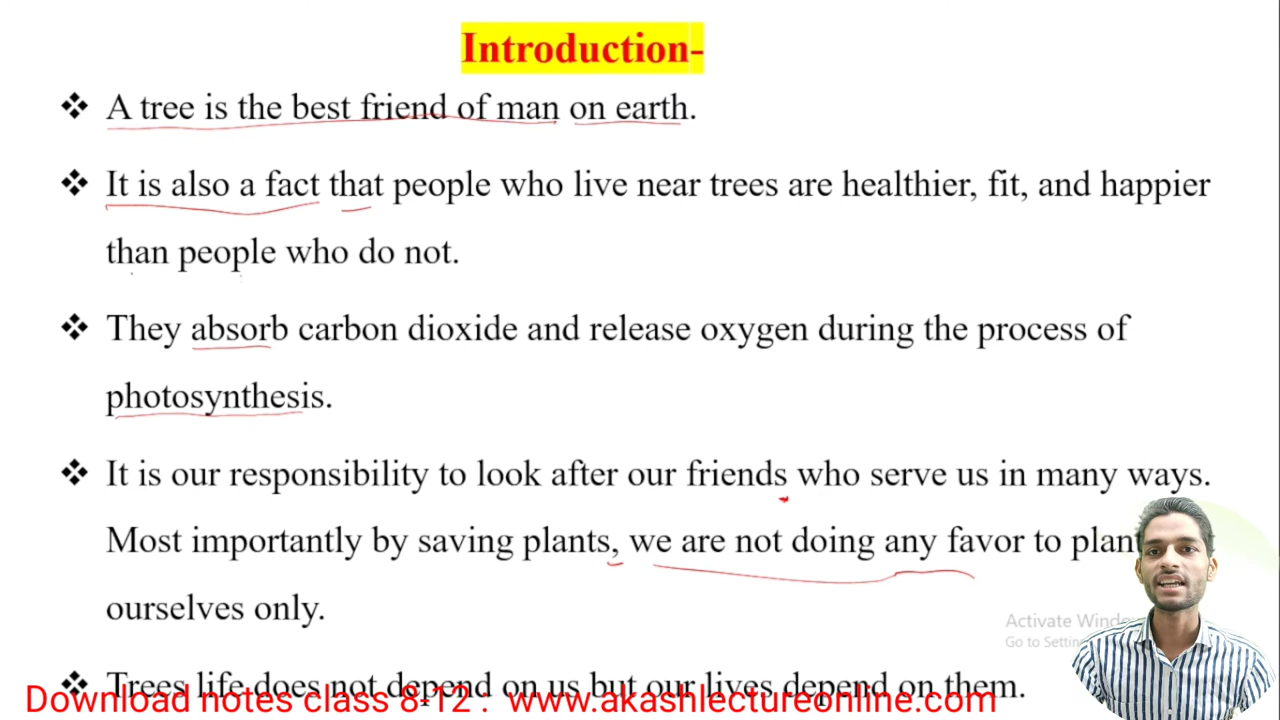 Introduction-
❖ A tree is the best friend of man on earth.
❖ It is also a fact that people who live near trees are healthier, fit, and happier
than people who do not.
❖ They absorb carbon dioxide and release oxygen during the process of
photosynthesis.
❖ It is our responsibility to look after our friends who serve us in many ways.
Most importantly by saving plants, we are not doing any favor to
ourselves only.
Activate
Go to
❖ Trees life does not depend on us but our lives depend on them.
Download notes class 8-12 : www.akashlectureonline.com